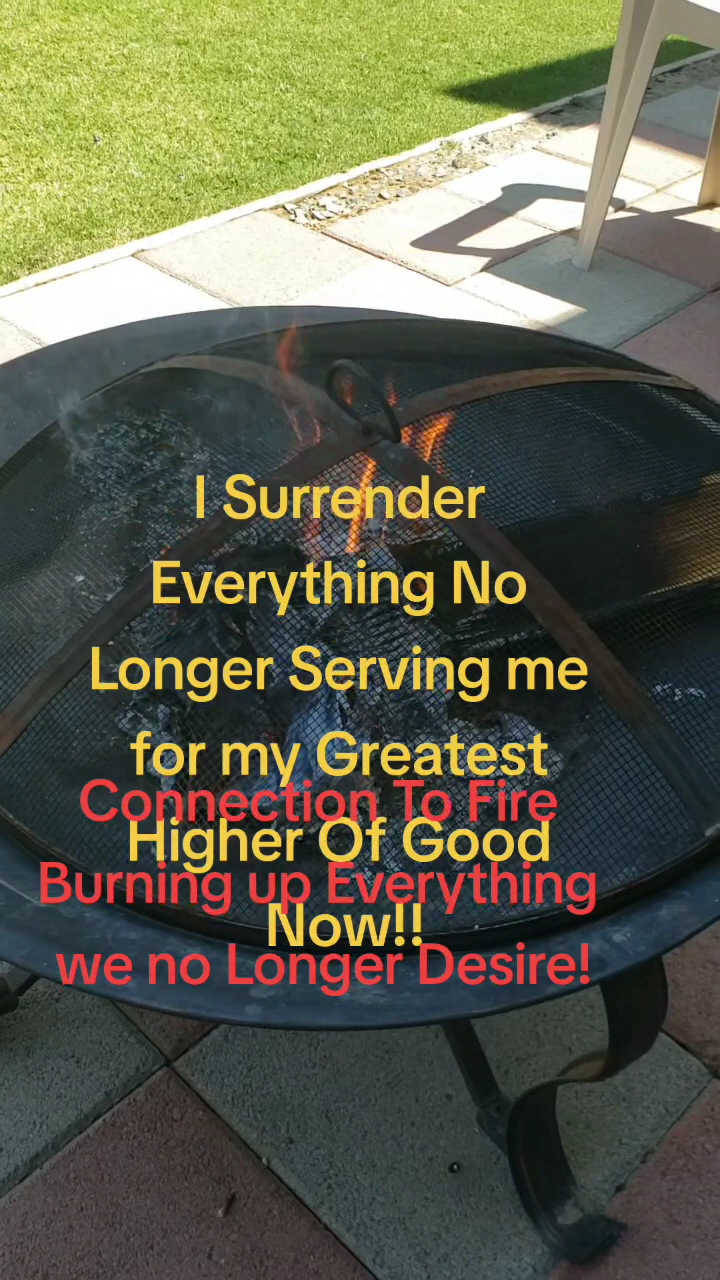 I Surrender
Everything No
Longer Serving me
for my Greatest
Higher Of Good
Now!!
Connection To Fire
Burning up Everything
we no Longer Desire!